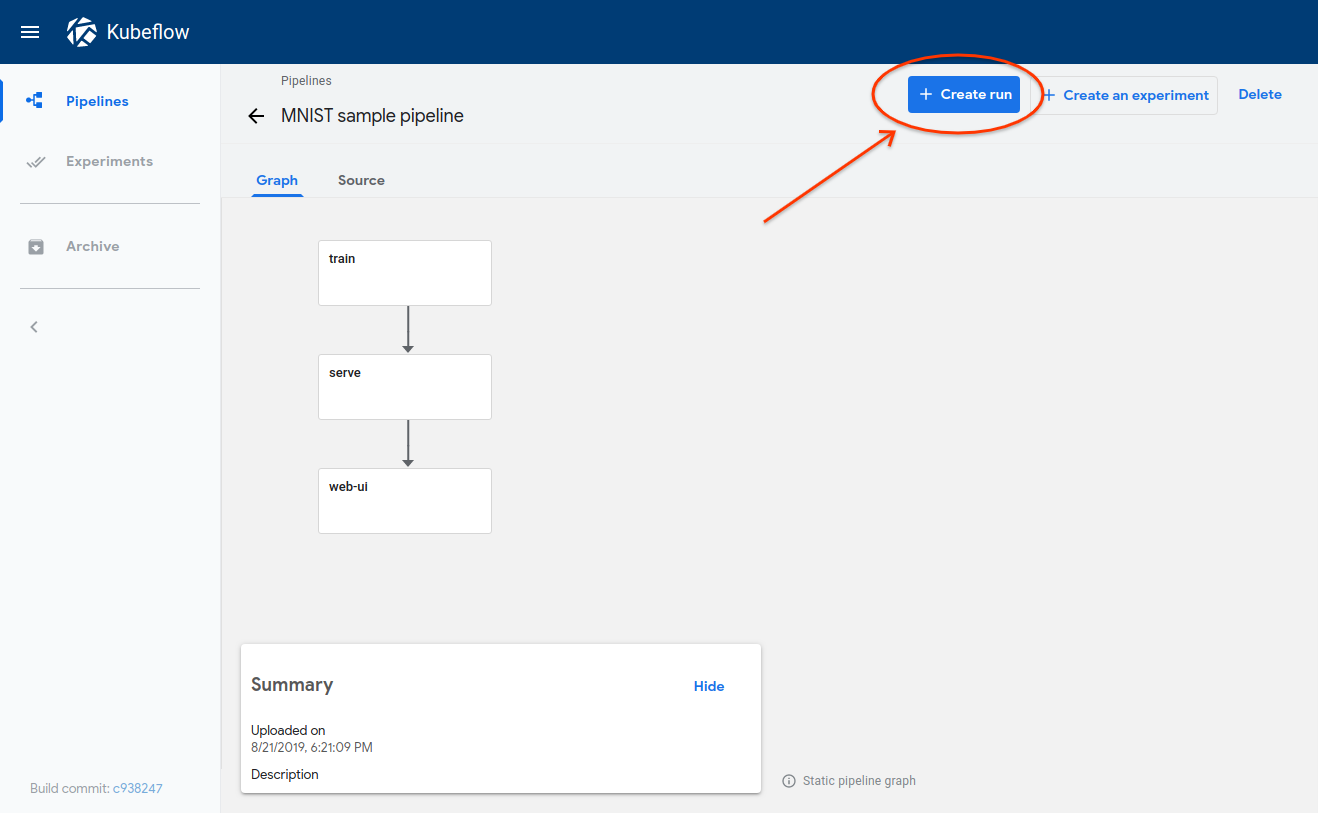 Kubeflow
Pipelines
Experiments
Archive
Build commit: c938247
Pipelines
MNIST sample pipeline
+ Create run
+ Create an experiment
Delete
Graph
Source
train
serve
web-ui
Summary
Hide
Uploaded on
8/21/2019, 6:21:09 PM
Description
Static pipeline graph